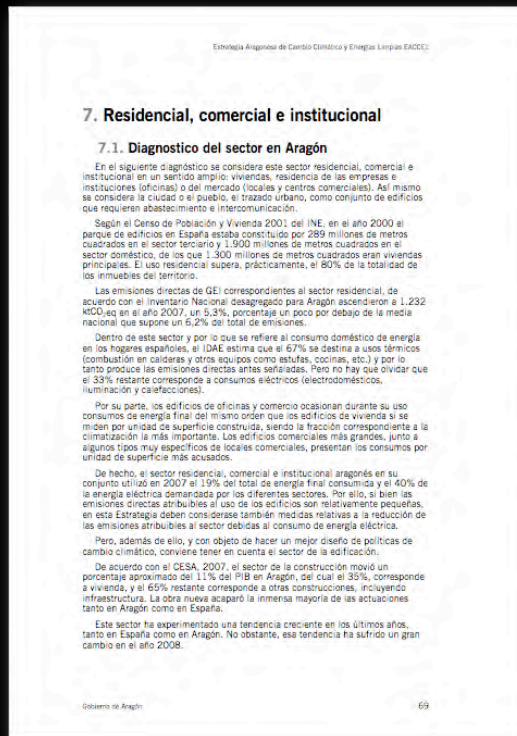 Estrategia Aragonesa de Cambio Climático y Energías Limpias EACCEL
7. Residencial, comercial e institucional
7.1. Diagnostico del sector en Aragón
En el siguiente diagnóstico se considera este sector residencial, comercial e
institucional en un sentido amplio: viviendas, residencia de las empresas e
instituciones (oficinas) o del mercado (locales y centros comerciales). Así mismo
se considera la ciudad o el pueblo, el trazado urbano, como conjunto de edificios
que requieren abastecimiento e intercomunicación.
Según el Censo de Población y Vivienda 2001 del INE, en el año 2000 el
parque de edificios en España estaba constituido por 289 millones de metros
cuadrados en el sector terciario y 1.900 millones de metros cuadrados en el
sector doméstico, de los que 1.300 millones de metros cuadrados eran viviendas
principales. El uso residencial supera, prácticamente, el 80% de la totalidad de
los inmuebles del territorio.
Las emisiones directas de GEI correspondientes al sector residencial, de
acuerdo con el Inventario Nacional desagregado para Aragón ascendieron a 1.232
ktCO₂eq en el año 2007, un 5,3%, porcentaje un poco por debajo de la media
nacional que supone un 6,2% del total de emisiones.
Dentro de este sector y por lo que se refiere al consumo doméstico de energía
en los hogares españoles, el IDAE estima que el 67% se destina a usos térmicos
(combustión en calderas y otros equipos como estufas, cocinas, etc.) y por lo
tanto produce las emisiones directas antes señaladas. Pero no hay que olvidar que
el 33% restante corresponde a consumos eléctricos (electrodomésticos,
iluminación y calefacciones).
Por su parte, los edificios de oficinas y comercio ocasionan durante su uso
consumos de energía final del mismo orden que los edificios de vivienda si se
miden por unidad de superficie construida, siendo la fracción correspondiente a la
climatización la más importante. Los edificios comerciales más grandes, junto a
algunos tipos muy específicos de locales comerciales, presentan los consumos por
unidad de superficie más acusados.
De hecho, el sector residencial, comercial e institucional aragonés en su
conjunto utilizó en 2007 el 19% del total de energía final consumida y el 40% de
la energía eléctrica demandada por los diferentes sectores. Por ello, si bien las
emisiones directas atribuibles al uso de los edificios son relativamente pequeñas,
en esta Estrategia deben considerase también medidas relativas a la reducción de
las emisiones atribuibles al sector debidas al consumo de energía eléctrica.
Pero, además de ello, y con objeto de hacer un mejor diseño de políticas de
cambio climático, conviene tener en cuenta el sector de la edificación.
De acuerdo con el CESA, 2007, el sector de la construcción movió un
porcentaje aproximado del 11% del PIB en Aragón, del cual el 35%, corresponde
a vivienda, y el 65% restante corresponde a otras construcciones, incluyendo
infraestructura. La obra nueva acaparó la inmensa mayoría de las actuaciones
tanto en Aragón como en España.
Este sector ha experimentado una tendencia creciente en los últimos años,
tanto en España como en Aragón. No obstante, esa tendencia ha sufrido un gran
cambio en el año 2008.
Gobierno de Aragón
69